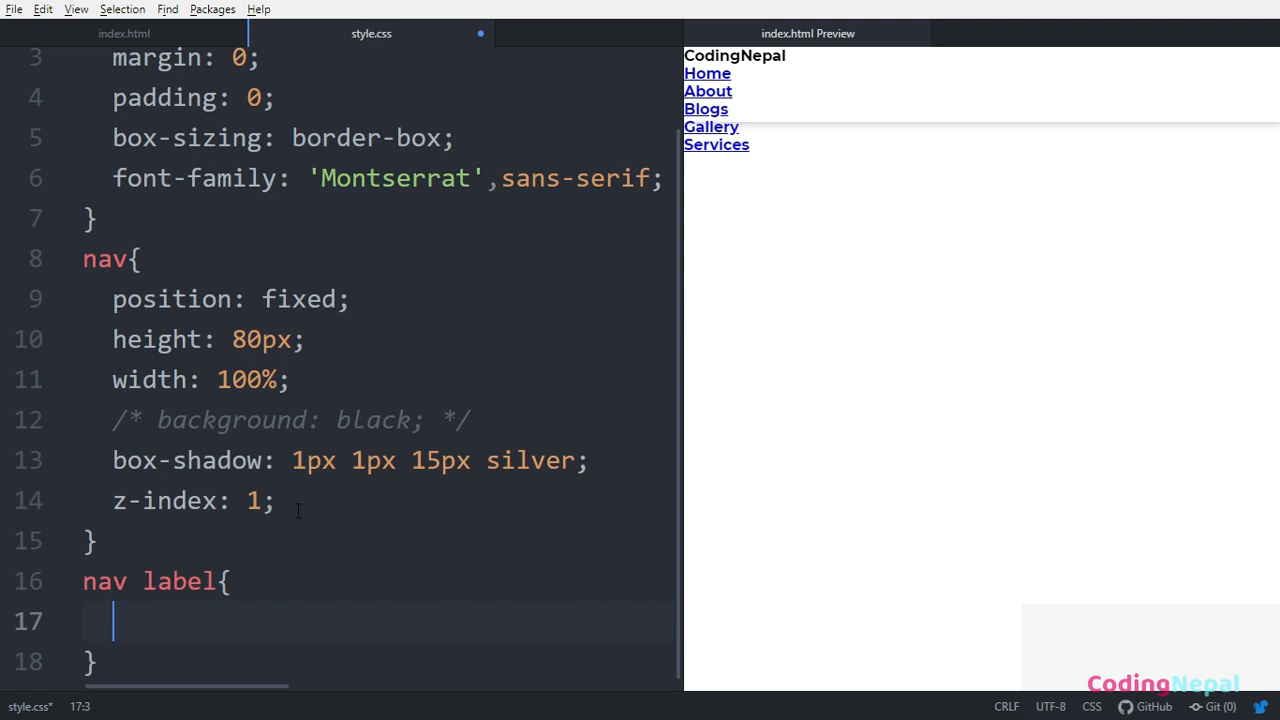 File Edit View Selection Find Packages Help
index.html style.css index.html Preview
3 margin: 0;
4 padding: 0;
5 box-sizing: border-box;
6 font-family: 'Montserrat',sans-serif;
7 }
8 nav{
9 position: fixed;
10 height: 80px;
11 width: 100%;
12 /* background: black; */
13 box-shadow: 1px 1px 15px silver;
14 z-index: 1;
15 }
16 nav label{
17
18 }
CodingNepal
Home
About
Blogs
Gallery
Services
CodingNepal
style.css* 17:3 CRLF UTF-8 CSS GitHub Git (0)